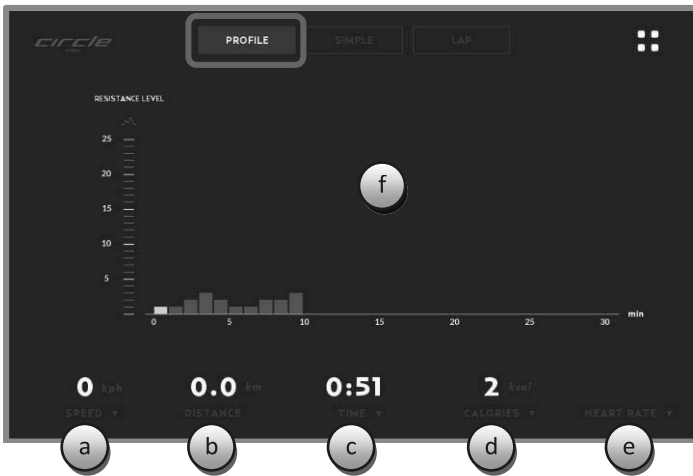 circle
PROFILE
SIMPLE
LAP
RESISTANCE LEVEL
25
20
15
10
5
f
0 5 10 15 20 25 30 min
0 kph
0.0 km
0:51
2 kcal
SPEED
DISTANCE
TIME
CALORIES
HEART RATE
a
b
c
d
e